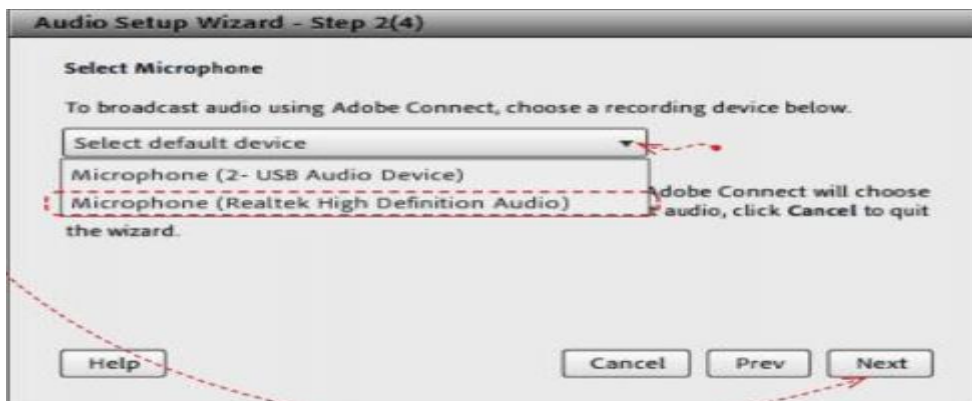 Audio Setup Wizard - Step 2(4)
Select Microphone
To broadcast audio using Adobe Connect, choose a recording device below.
Select default device
Microphone (2- USB Audio Device)
Microphone (Realtek High Definition Audio)
Adobe Connect will choose
audio, click Cancel to quit
the wizard.
Help Cancel Prev Next